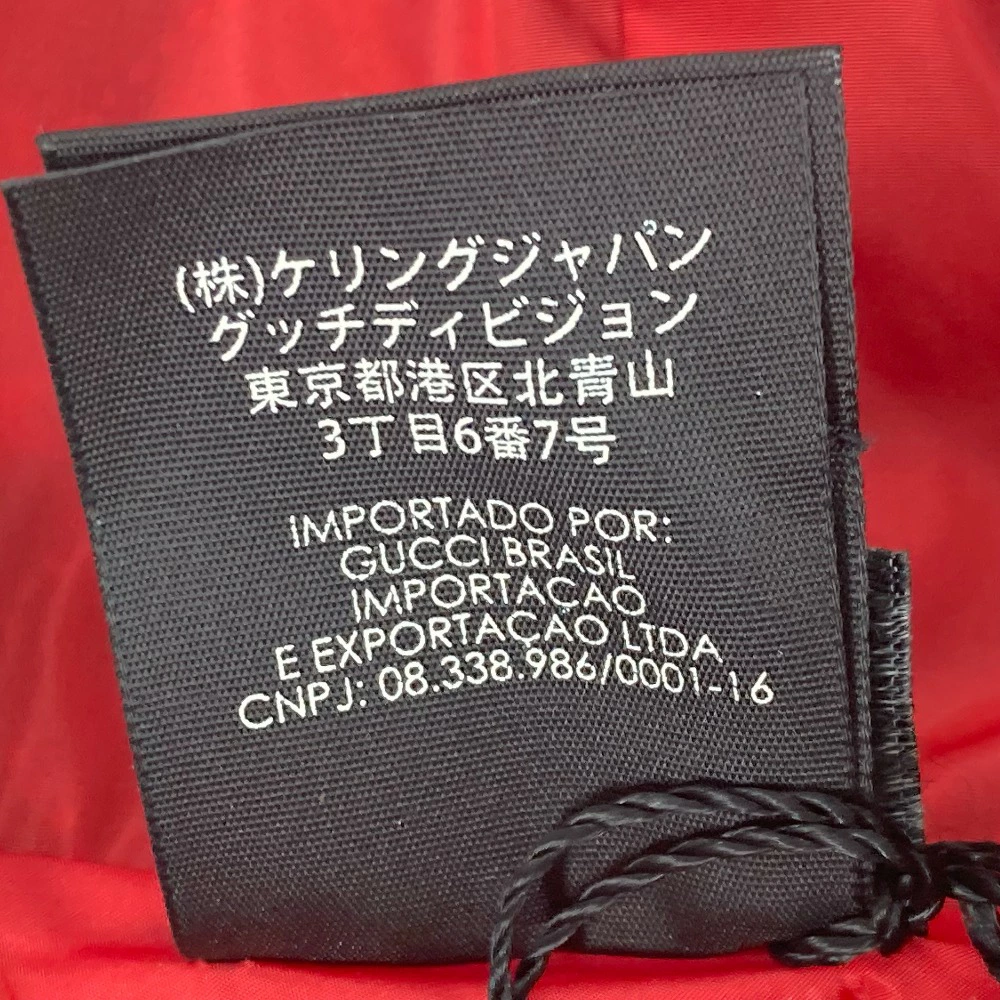 (株)ケリングジャパン
グッチディビジョン
東京都港区北青山
3丁目6番7号
IMPORTADO POR:
GUCCI BRASIL
IMPORTAÇAO
E EXPORTAÇÃO LTDA
CNPJ: 08.338.986/0001-16